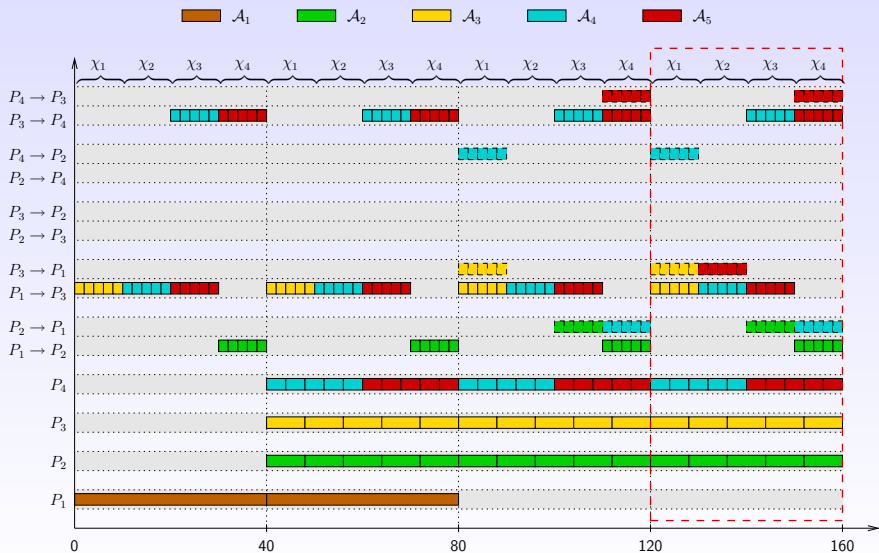 𝒜₁ 𝒜₂ 𝒜₃ 𝒜₄ 𝒜₅
χ₁ χ₂ χ₃ χ₄ χ₁ χ₂ χ₃ χ₄ χ₁ χ₂ χ₃ χ₄ χ₁ χ₂ χ₃ χ₄
P₄ → P₃
P₃ → P₄
P₄ → P₂
P₂ → P₄
P₃ → P₂
P₂ → P₃
P₃ → P₁
P₁ → P₃
P₂ → P₁
P₁ → P₂
P₄
P₃
P₂
P₁
0 40 80 120 160